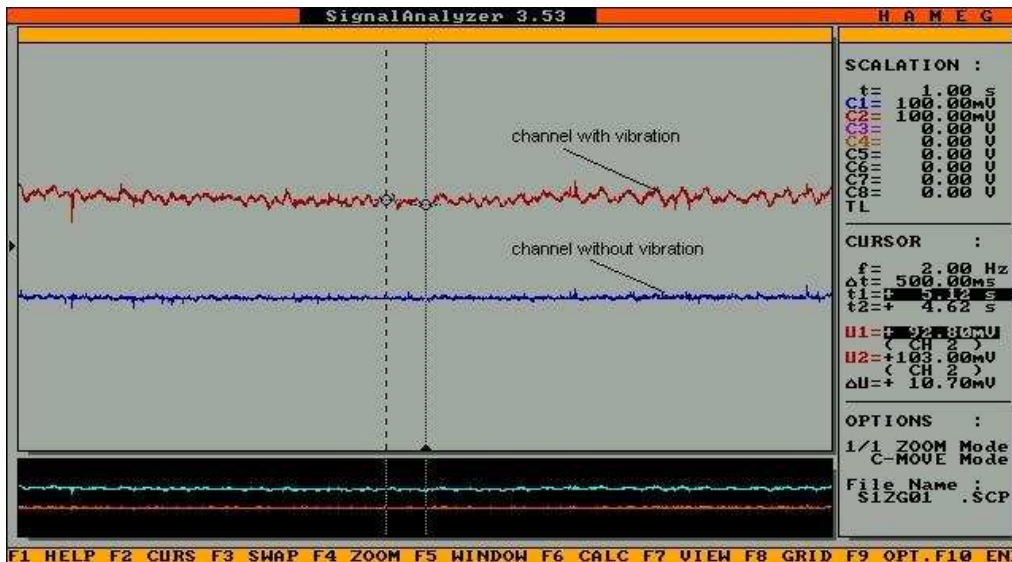 SignalAnalyzer 3.53
H A M E G
SCALATION :
t= 1.00 s
C1= 100.00mV
C2= 100.00mV
C3= 0.00 V
C4= 0.00 V
C5= 0.00 V
C6= 0.00 V
C7= 0.00 V
C8= 0.00 V
TL
channel with vibration
channel without vibration
CURSOR :
f= 2.00 Hz
Δt= 500.00ms
t1=+ 5.12 s
t2=+ 4.62 s
U1=+ 92.80mV
( CH 2 )
U2=+103.00mV
( CH 2 )
ΔU=+ 10.70mV
OPTIONS :
1/1 ZOOM Mode
C-MOVE Mode
File Name :
S1ZG01 .SCP
F1 HELP F2 CURS F3 SWAP F4 ZOOM F5 WINDOW F6 CALC F7 VIEW F8 GRID F9 OPT.F10 EN